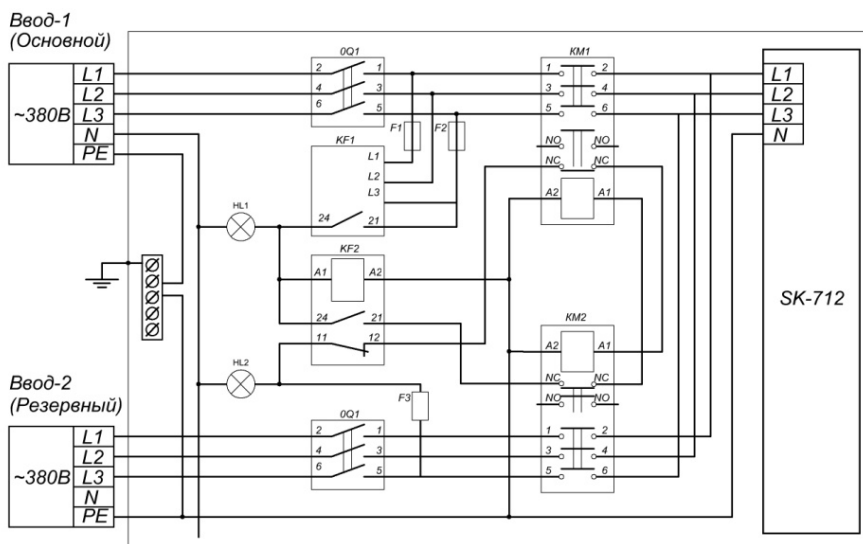 Ввод-1
(Основной)
~380В
L1
L2
L3
N
PE
0Q1
2 1
4 3
6 5
KM1
1 2
3 4
5 6
NO NO
NC NC
A2 A1
L1
L2
L3
N
SK-712
F1
F2
KF1
L1
L2
L3
24 21
HL1
KF2
A1 A2
24 21
11 12
HL2
F3
KM2
A2 A1
NC NC
NO NO
1 2
3 4
5 6
Ввод-2
(Резервный)
~380В
L1
L2
L3
N
PE
0Q1
2 1
4 3
6 5